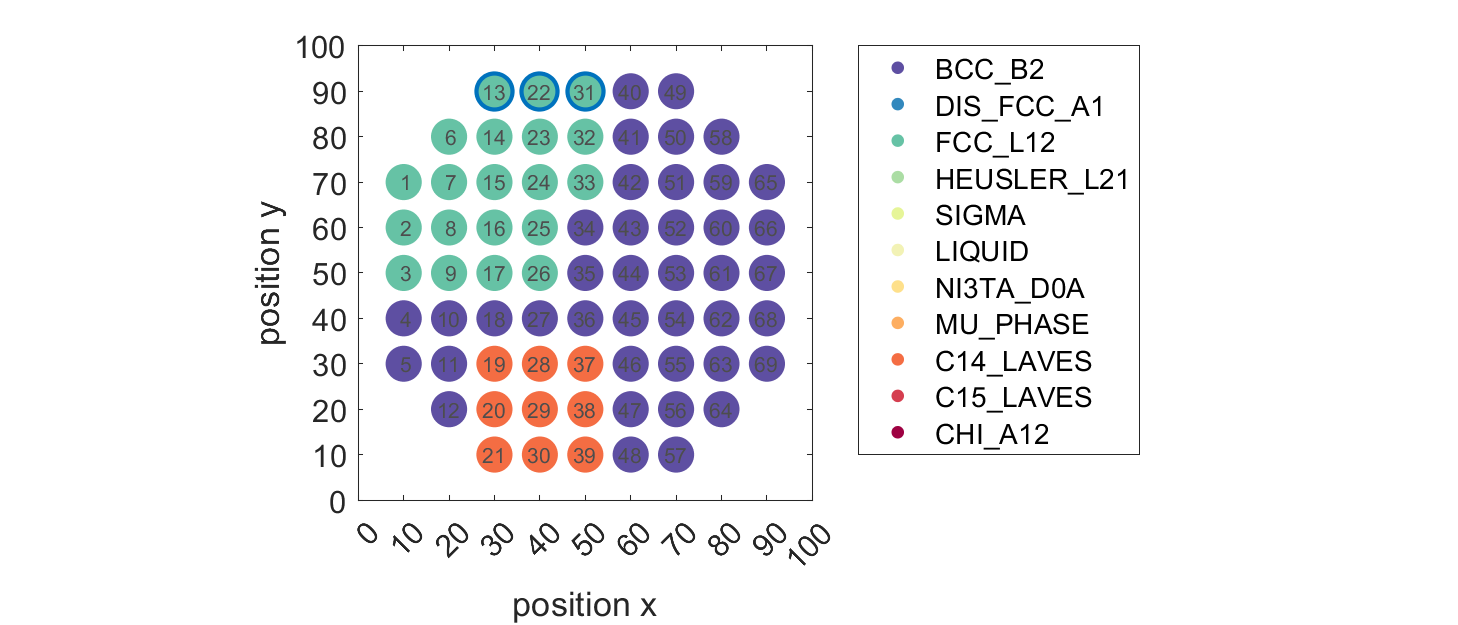 100
90
80
70
60
50
40
30
20
10
0
position y
13 22 31 40 49
6 14 23 32 41 50 58
1 7 15 24 33 42 51 59 65
2 8 16 25 34 43 52 60 66
3 9 17 26 35 44 53 61 67
4 10 18 27 36 45 54 62 68
5 11 19 28 37 46 55 63 69
12 20 29 38 47 56 64
21 30 39 48 57
0 10 20 30 40 50 60 70 80 90 100
position x
BCC_B2
DIS_FCC_A1
FCC_L12
HEUSLER_L21
SIGMA
LIQUID
NI3TA_D0A
MU_PHASE
C14_LAVES
C15_LAVES
CHI_A12